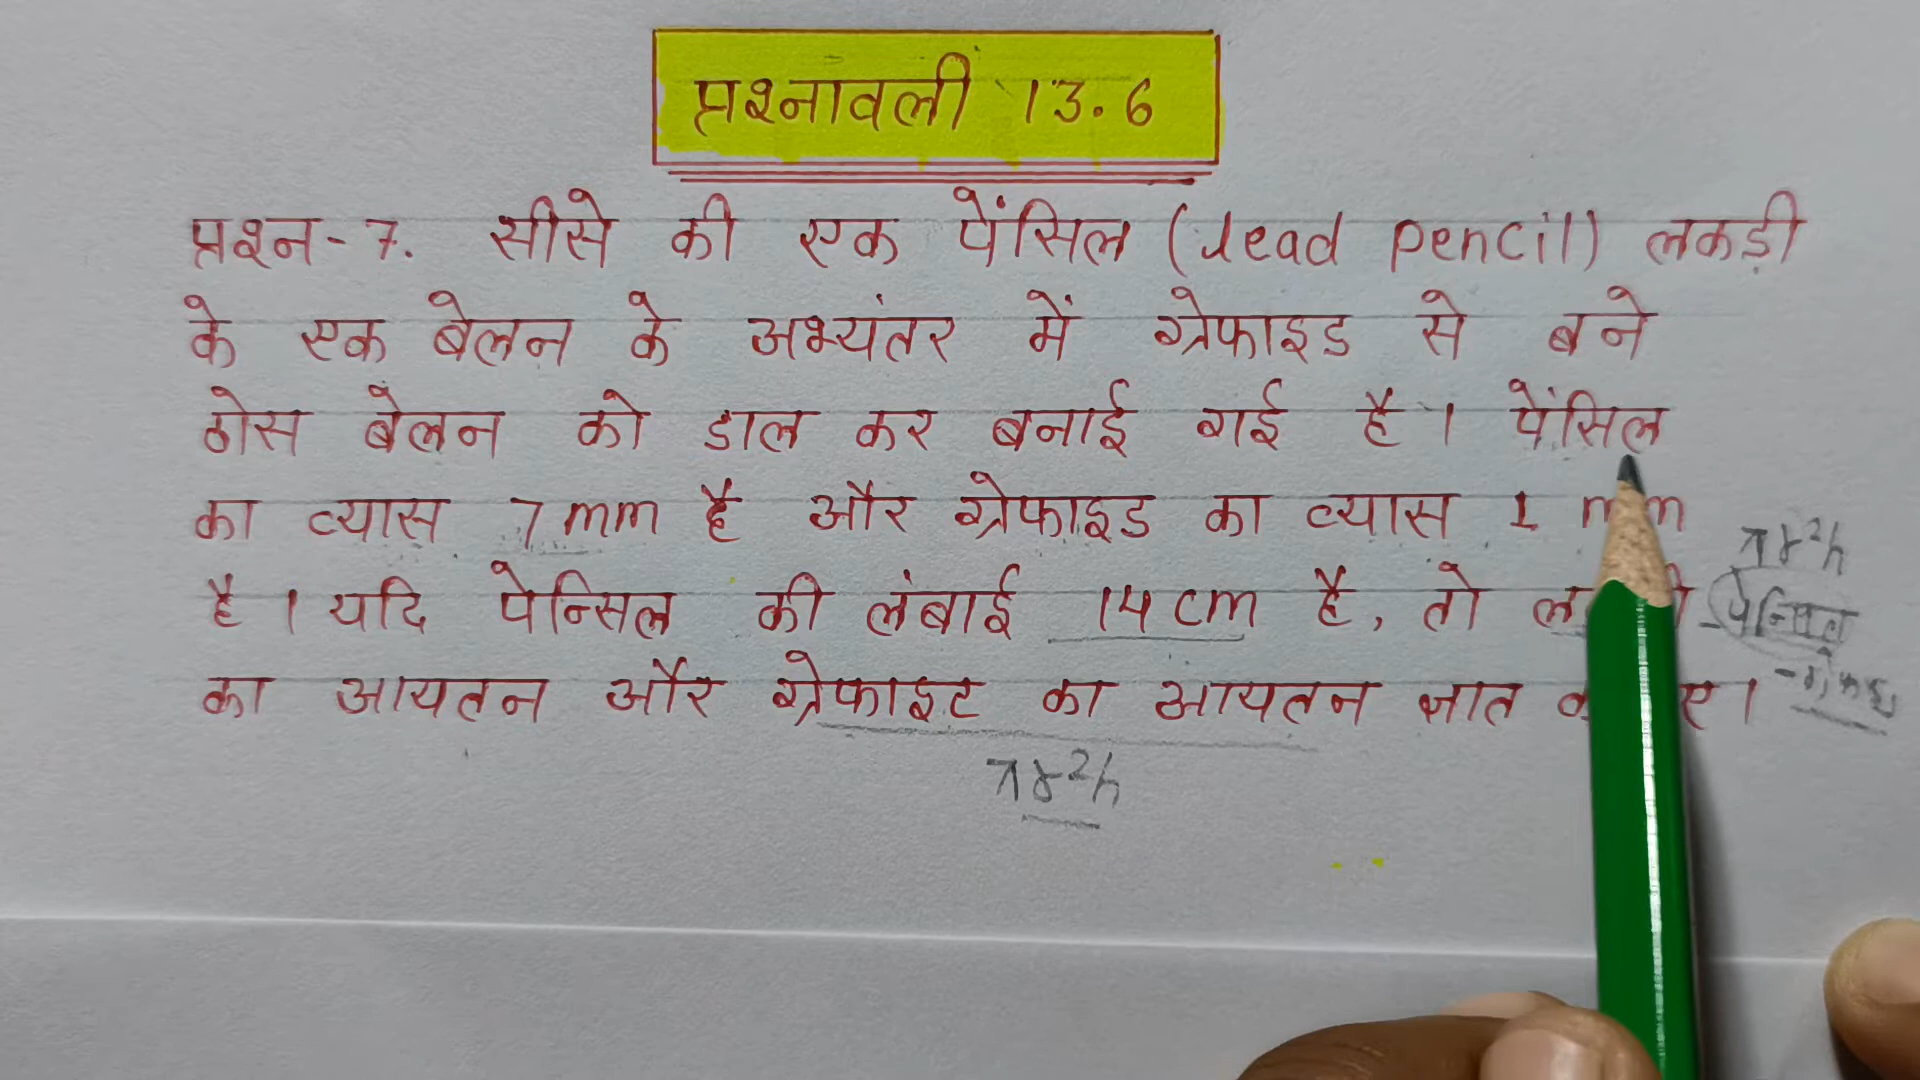 प्रश्नावली 13.6
प्रश्न-7. सीसे की एक पेंसिल (lead pencil) लकड़ी
के एक बेलन के अभ्यंतर में ग्रेफाइड से बने
ठोस बेलन को डाल कर बनाई गई है। पेंसिल
का व्यास 7 mm है और ग्रेफाइड का व्यास 1 mm
πr²h
है। यदि पेन्सिल की लंबाई 14 cm है, तो
पेन्सिल
का आयतन और ग्रेफाइट का आयतन ज्ञात
πr²h